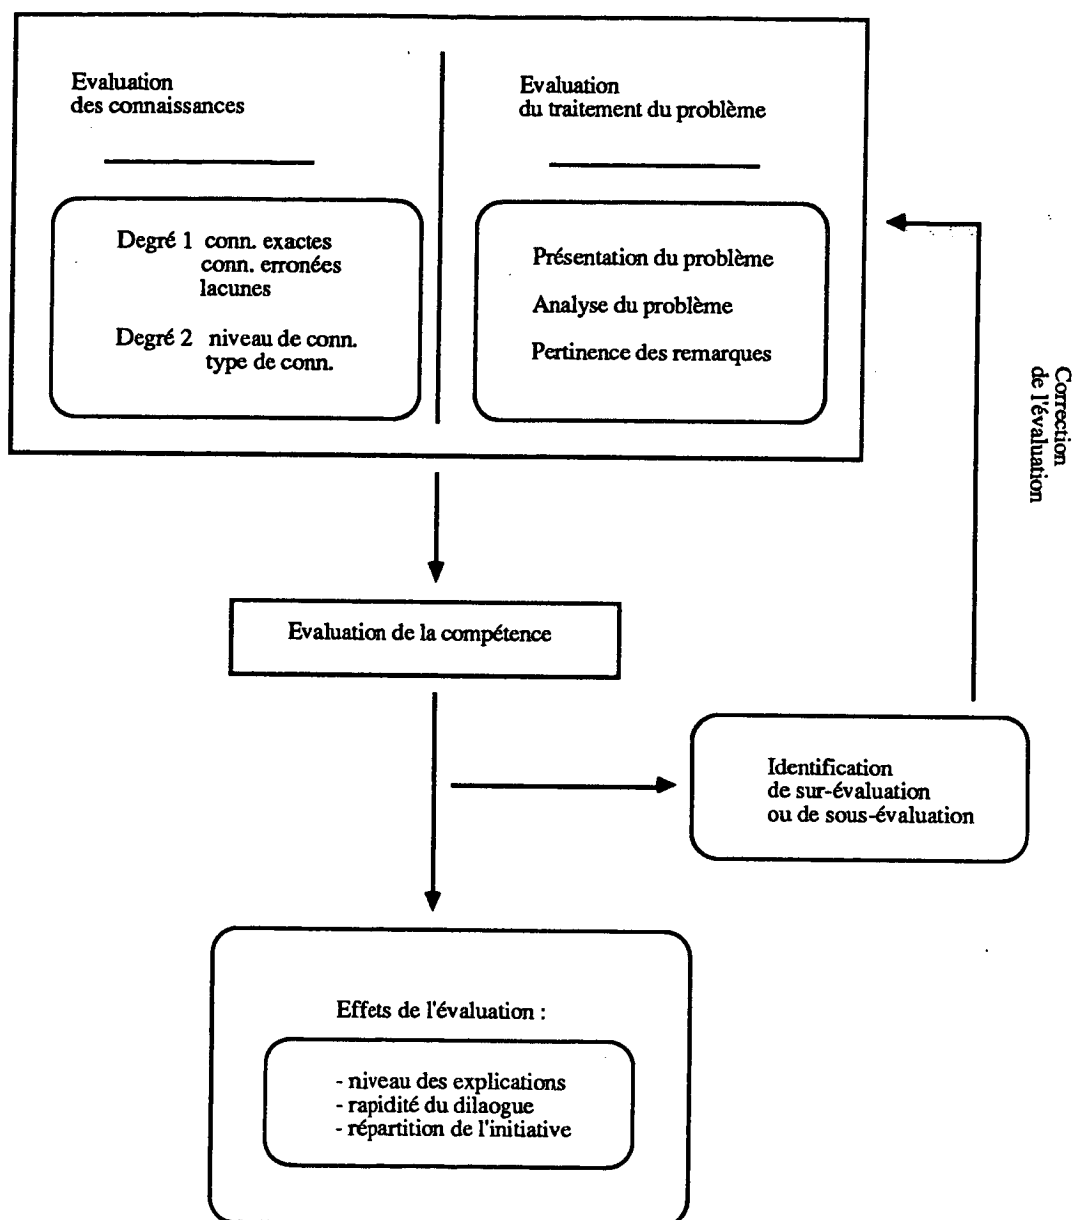 Evaluation
des connaissances
Evaluation
du traitement du problème
Degré 1 conn. exactes
conn. erronées
lacunes
Degré 2 niveau de conn.
type de conn.
Présentation du problème
Analyse du problème
Pertinence des remarques
Correction
de l'évaluation
Evaluation de la compétence
Identification
de sur-évaluation
ou de sous-évaluation
Effets de l'évaluation :
- niveau des explications
- rapidité du dilaogue
- répartition de l'initiative